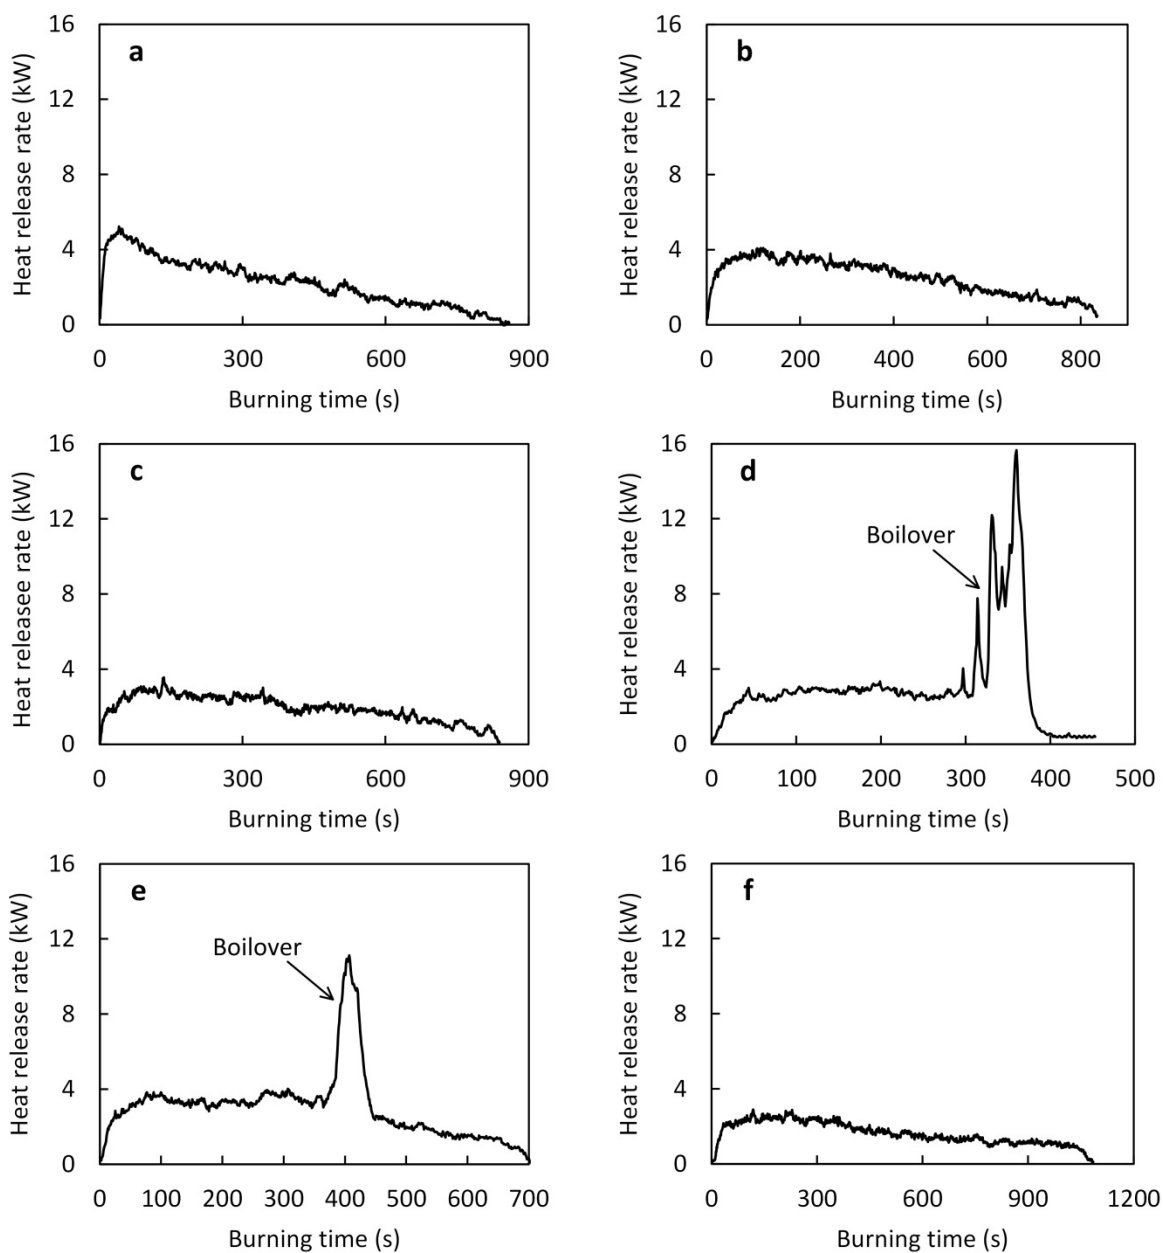 a
Heat release rate (kW)
16
12
8
4
0
0 300 600 900
Burning time (s)
b
Heat release rate (kW)
16
12
8
4
0
0 200 400 600 800
Burning time (s)
c
Heat releasee rate (kW)
16
12
8
4
0
0 300 600 900
Burning time (s)
d
Heat release rate (kW)
16
12
8
4
0
Boilover
0 100 200 300 400 500
Burning time (s)
e
Heat release rate (kW)
16
12
8
4
0
Boilover
0 100 200 300 400 500 600 700
Burning time (s)
f
Heat release rate (kW)
16
12
8
4
0
0 300 600 900 1200
Burning time (s)